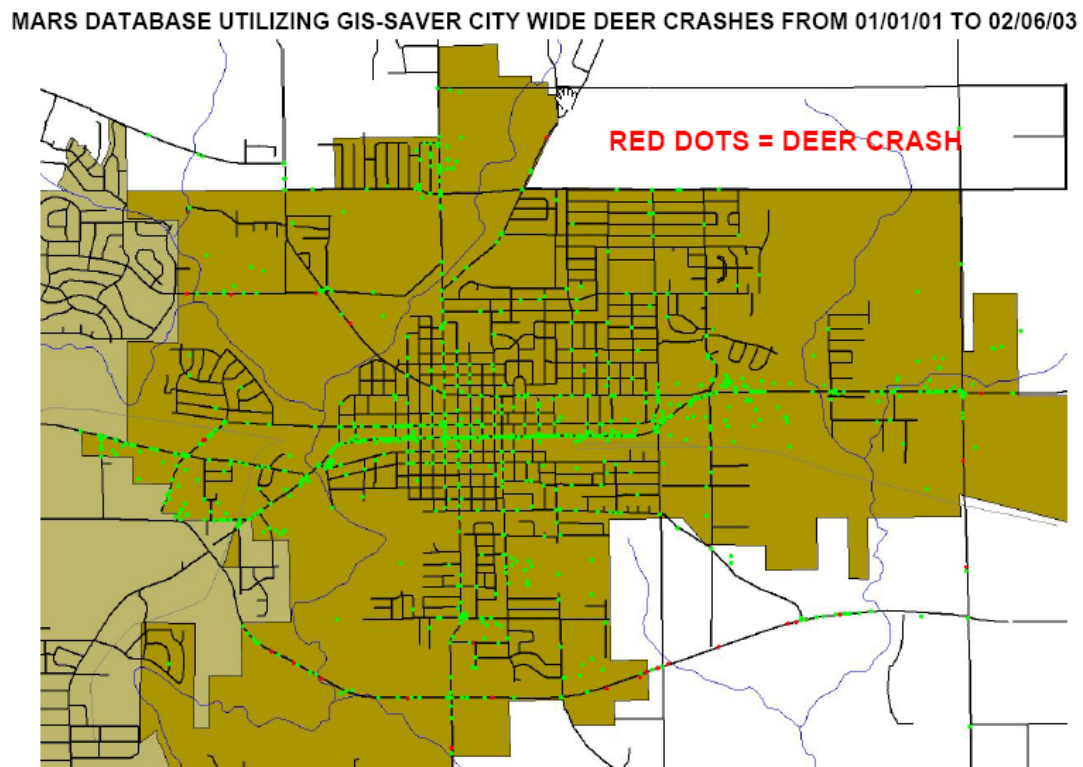 MARS DATABASE UTILIZING GIS-SAVER CITY WIDE DEER CRASHES FROM 01/01/01 TO 02/06/03
RED DOTS = DEER CRASH